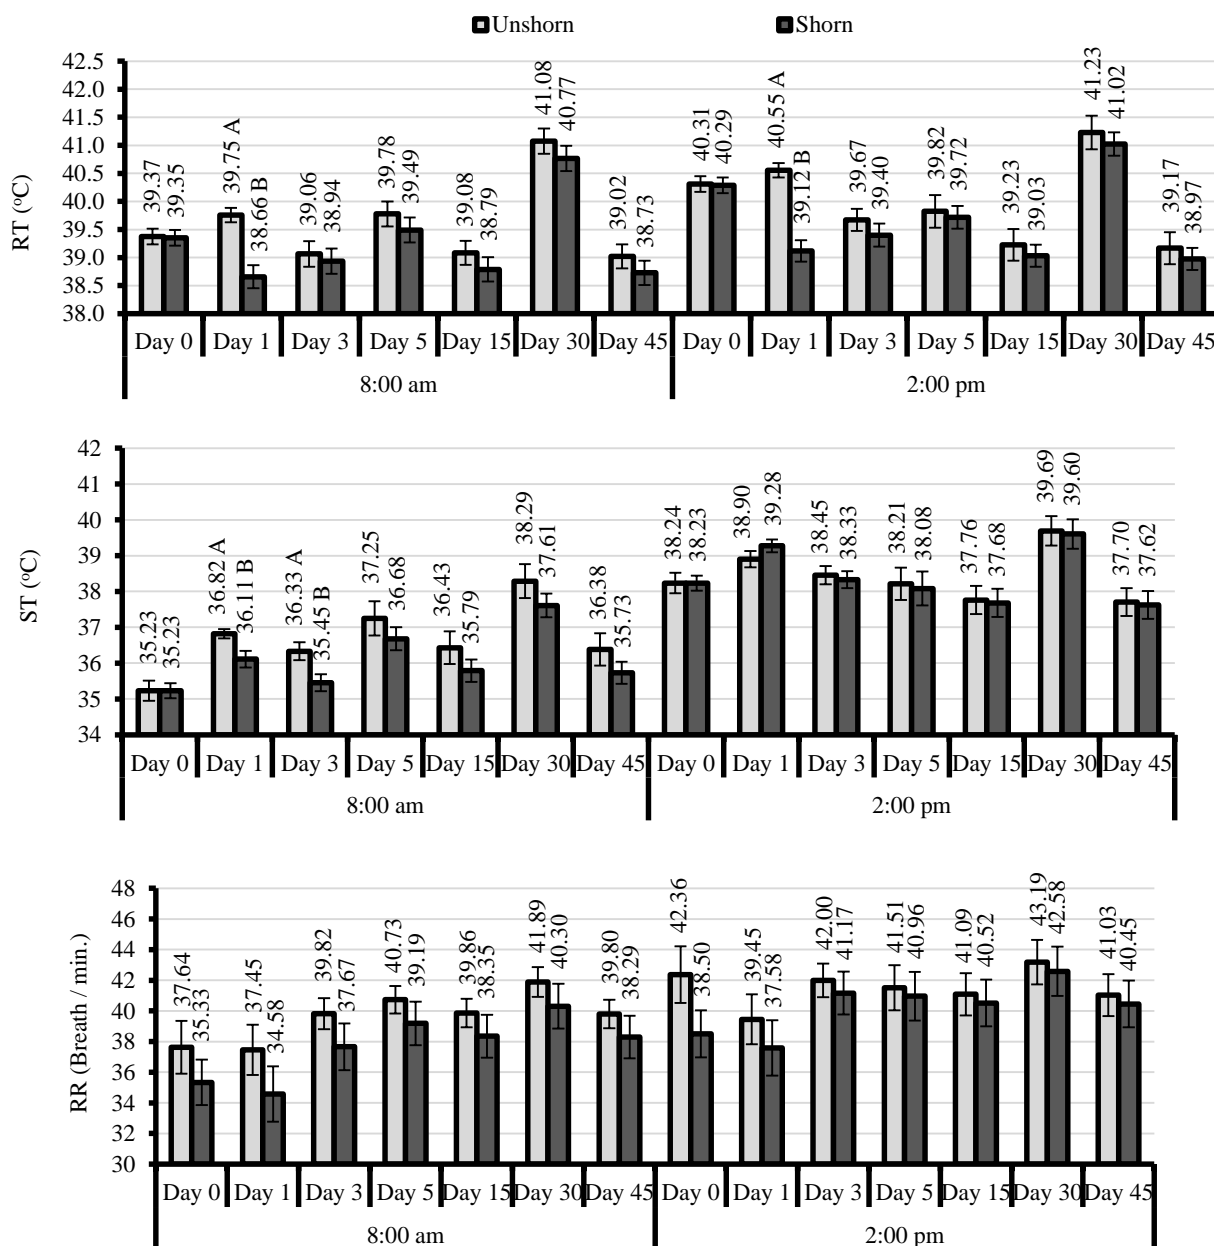 Unshorn Shorn
RT (°C)
42.5
42.0
41.5
41.0
40.5
40.0
39.5
39.0
38.5
38.0
39.37 39.35 39.75 A 38.66 B 39.06 38.94 39.78 39.49 39.08 38.79 41.08 40.77 39.02 38.73 40.31 40.29 40.55 A 39.12 B 39.67 39.40 39.82 39.72 39.23 39.03 41.23 41.02 39.17 38.97
Day 0 Day 1 Day 3 Day 5 Day 15 Day 30 Day 45 Day 0 Day 1 Day 3 Day 5 Day 15 Day 30 Day 45
8:00 am 2:00 pm
ST (°C)
42
41
40
39
38
37
36
35
34
35.23 35.23 36.82 A 36.11 B 36.33 A 35.45 B 37.25 36.68 36.43 35.79 38.29 37.61 36.38 35.73 38.24 38.23 38.90 39.28 38.45 38.33 38.21 38.08 37.76 37.68 39.69 39.60 37.70 37.62
Day 0 Day 1 Day 3 Day 5 Day 15 Day 30 Day 45 Day 0 Day 1 Day 3 Day 5 Day 15 Day 30 Day 45
8:00 am 2:00 pm
RR (Breath / min.)
48
46
44
42
40
38
36
34
32
30
37.64 35.33 37.45 34.58 39.82 37.67 40.73 39.19 39.86 38.35 41.89 40.30 39.80 38.29 42.36 38.50 39.45 37.58 42.00 41.17 41.51 40.96 41.09 40.52 43.19 42.58 41.03 40.45
Day 0 Day 1 Day 3 Day 5 Day 15 Day 30 Day 45 Day 0 Day 1 Day 3 Day 5 Day 15 Day 30 Day 45
8:00 am 2:00 pm